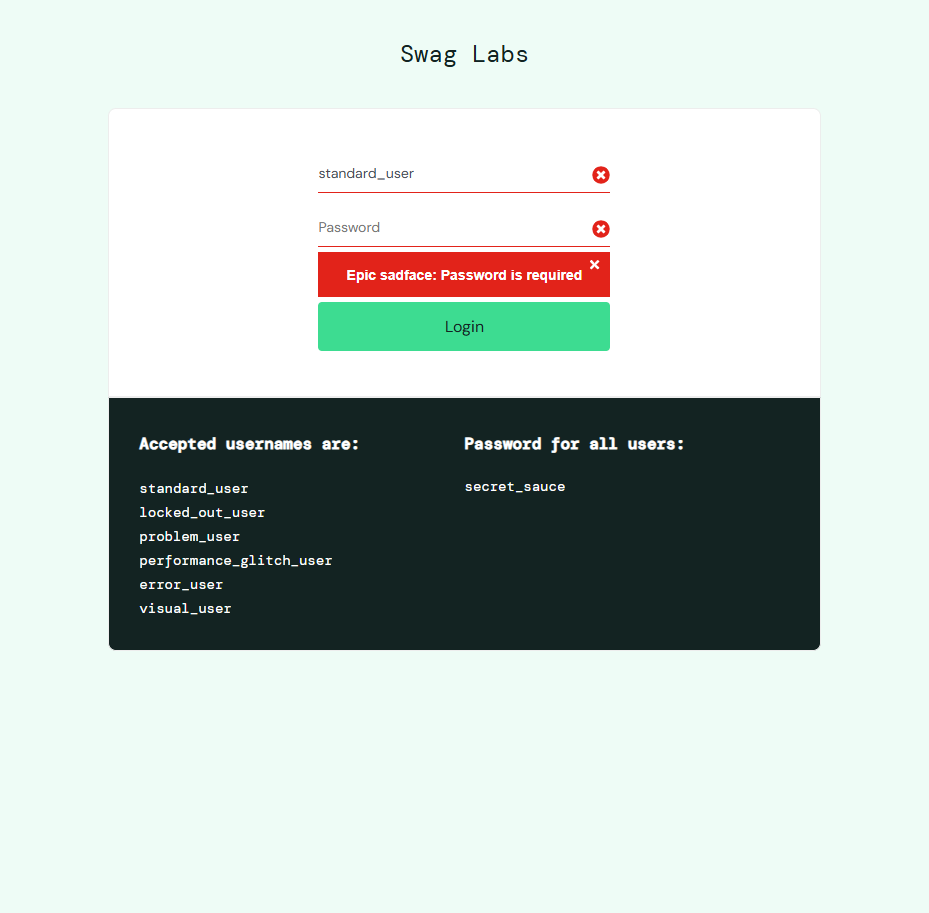 Swag Labs
standard_user
Password
Epic sadface: Password is required
Login
Accepted usernames are:
standard_user
locked_out_user
problem_user
performance_glitch_user
error_user
visual_user
Password for all users:
secret_sauce